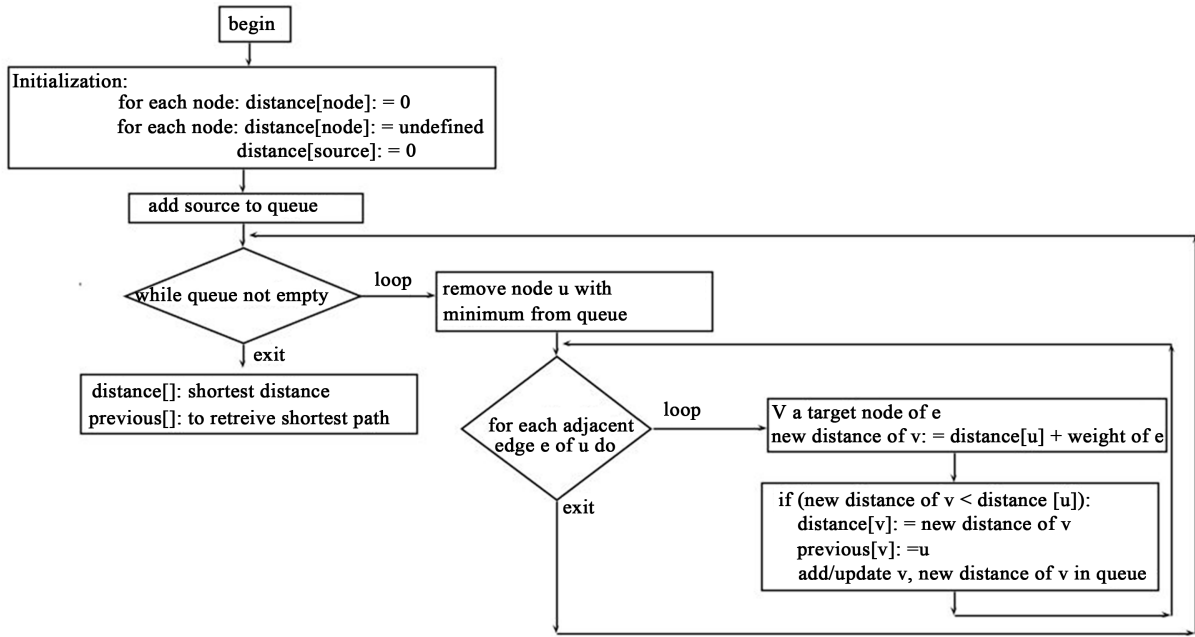 begin
Initialization:
for each node: distance[node]: = 0
for each node: distance[node]: = undefined
distance[source]: = 0
add source to queue
while queue not empty
loop
remove node u with
minimum from queue
exit
distance[]: shortest distance
previous[]: to retreive shortest path
for each adjacent
edge e of u do
loop
V a target node of e
new distance of v: = distance[u] + weight of e
if (new distance of v < distance [u]):
distance[v]: = new distance of v
previous[v]: =u
add/update v, new distance of v in queue
exit